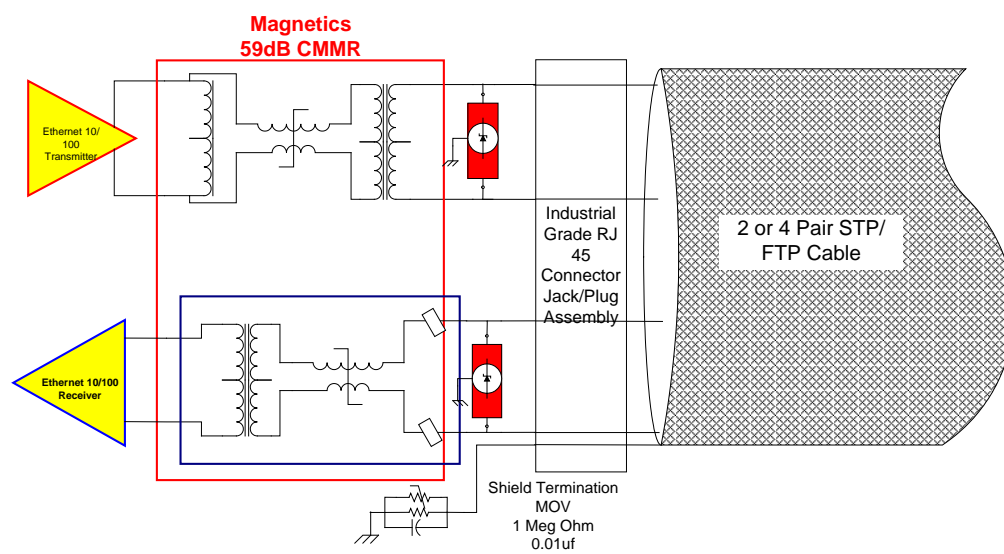 Magnetics
59dB CMMR
Ethernet 10/
100
Transmitter
Industrial
Grade RJ
45
Connector
Jack/Plug
Assembly
2 or 4 Pair STP/
FTP Cable
Ethernet 10/100
Receiver
Shield Termination
MOV
1 Meg Ohm
0.01uf